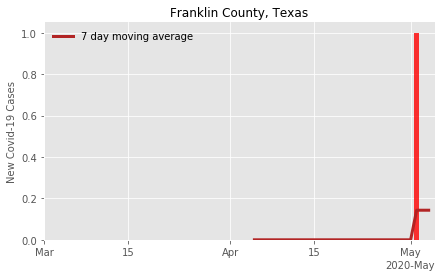 Franklin County, Texas
7 day moving average
New Covid-19 Cases
1.0
0.8
0.6
0.4
0.2
0.0
Mar 15 Apr 15 May
2020-May